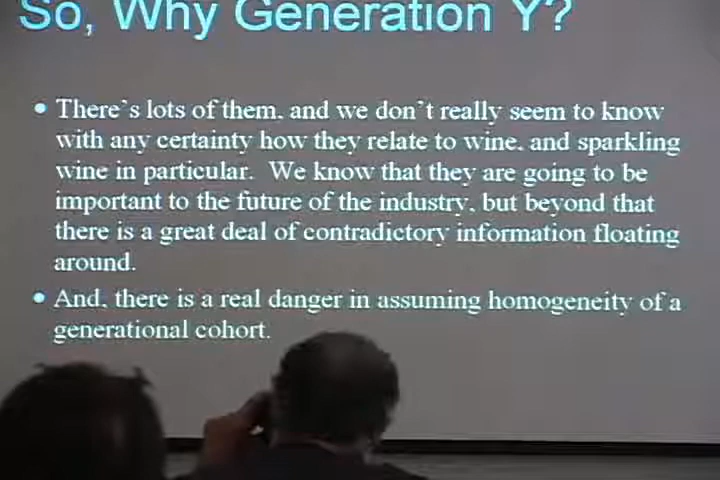 So, Why Generation Y?
• There's lots of them, and we don't really seem to know
with any certainty how they relate to wine, and sparkling
wine in particular. We know that they are going to be
important to the future of the industry, but beyond that
there is a great deal of contradictory information floating
around.
• And, there is a real danger in assuming homogeneity of a
generational cohort.